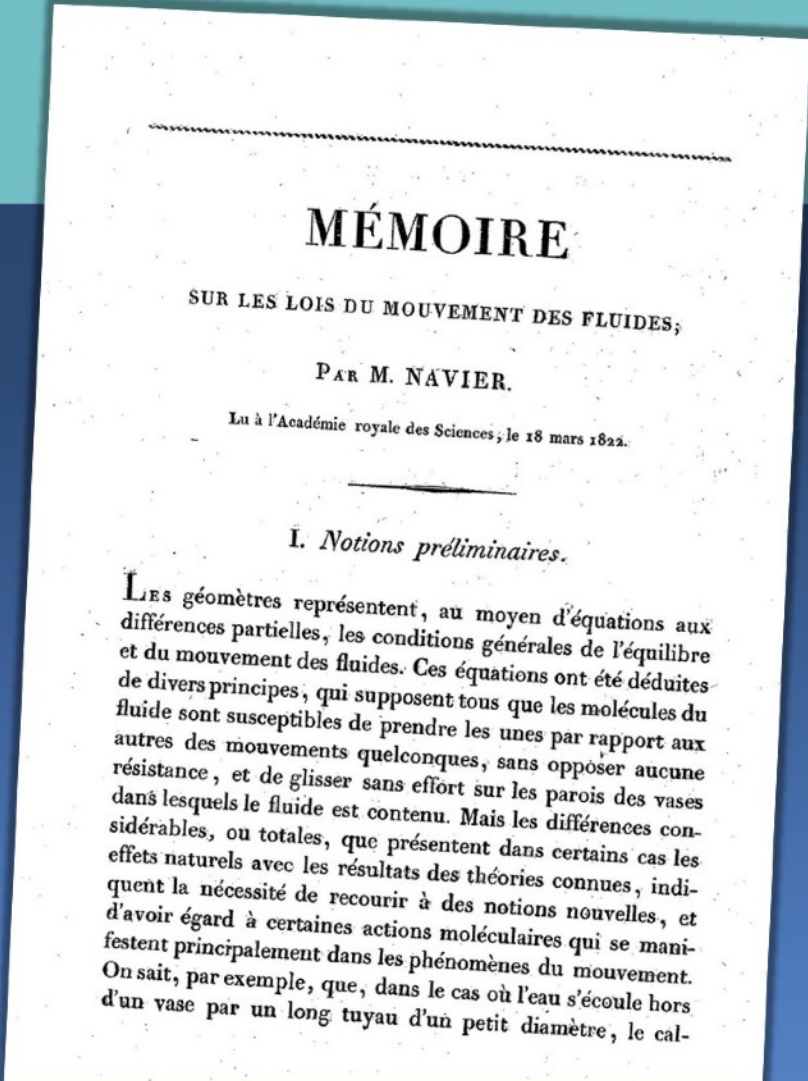 MÉMOIRE
SUR LES LOIS DU MOUVEMENT DES FLUIDES;
PAR M. NAVIER.
Lu à l'Académie royale des Sciences, le 18 mars 1822.
I. Notions préliminaires.
LES géomètres représentent, au moyen d'équations aux
différences partielles, les conditions générales de l'équilibre
et du mouvement des fluides. Ces équations ont été déduites
de divers principes, qui supposent tous que les molécules du
fluide sont susceptibles de prendre les unes par rapport aux
autres des mouvements quelconques, sans opposer aucune
résistance, et de glisser sans effort sur les parois des vases
dans lesquels le fluide est contenu. Mais les différences con-
sidérables, ou totales, que présentent dans certains cas les
effets naturels avec les résultats des théories connues, indi-
quent la nécessité de recourir à des notions nouvelles, et
d'avoir égard à certaines actions moléculaires qui se mani-
festent principalement dans les phénomènes du mouvement.
On sait, par exemple, que, dans le cas où l'eau s'écoule hors
d'un vase par un long tuyau d'un petit diamètre, le cal-